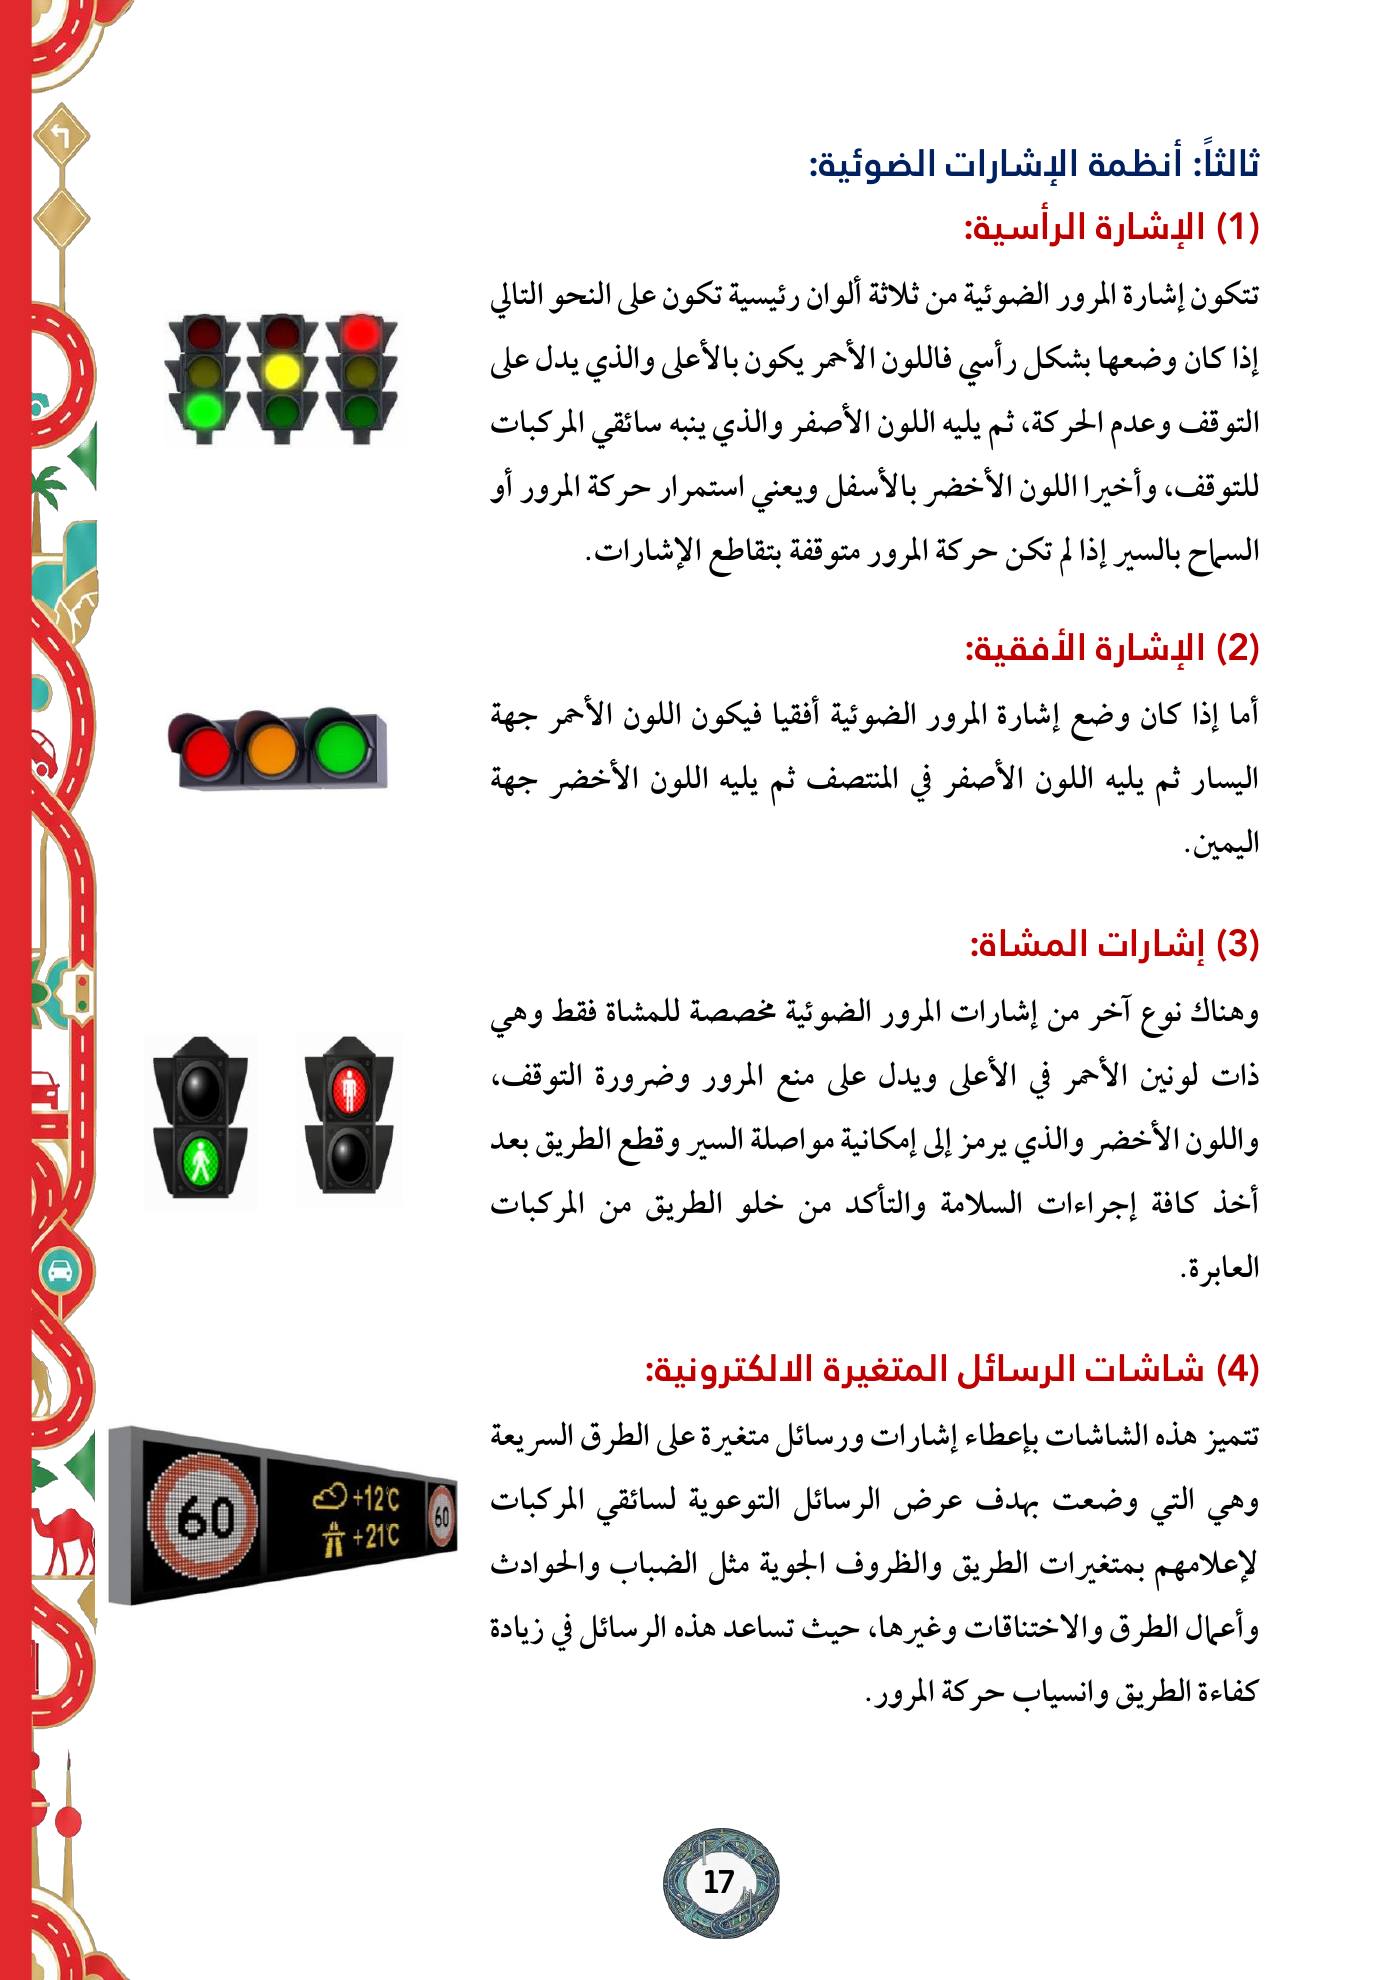 ثالثاً: أنظمة الإشارات الضوئية:
(1) الإشارة الرأسية:
تتكون إشارة المرور الضوئية من ثلاثة ألوان رئيسية تكون على النحو التالي
إذا كان وضعها بشكل رأسي فاللون الأحمر يكون بالأعلى والذي يدل على
التوقف وعدم الحركة، ثم يليه اللون الأصفر والذي ينبه سائقي المركبات
للتوقف، وأخيرا اللون الأخضر بالأسفل ويعني استمرار حركة المرور أو
السماح بالسير إذا لم تكن حركة المرور متوقفة بتقاطع الإشارات.
(2) الإشارة الأفقية:
أما إذا كان وضع إشارة المرور الضوئية أفقيا فيكون اللون الأحمر جهة
اليسار ثم يليه اللون الأصفر في المنتصف ثم يليه اللون الأخضر جهة
اليمين.
(3) إشارات المشاة:
وهناك نوع آخر من إشارات المرور الضوئية مخصصة للمشاة فقط وهي
ذات لونين الأحمر في الأعلى ويدل على منع المرور وضرورة التوقف،
واللون الأخضر والذي يرمز إلى إمكانية مواصلة السير وقطع الطريق بعد
أخذ كافة إجراءات السلامة والتأكد من خلو الطريق من المركبات
العابرة.
(4) شاشات الرسائل المتغيرة الالكترونية:
تتميز هذه الشاشات بإعطاء إشارات ورسائل متغيرة على الطرق السريعة
وهي التي وضعت بهدف عرض الرسائل التوعوية لسائقي المركبات
لإعلامهم بمتغيرات الطريق والظروف الجوية مثل الضباب والحوادث
وأعمال الطرق والاختناقات وغيرها، حيث تساعد هذه الرسائل في زيادة
كفاءة الطريق وانسياب حركة المرور.
60
+12°C
+21°C
60
17